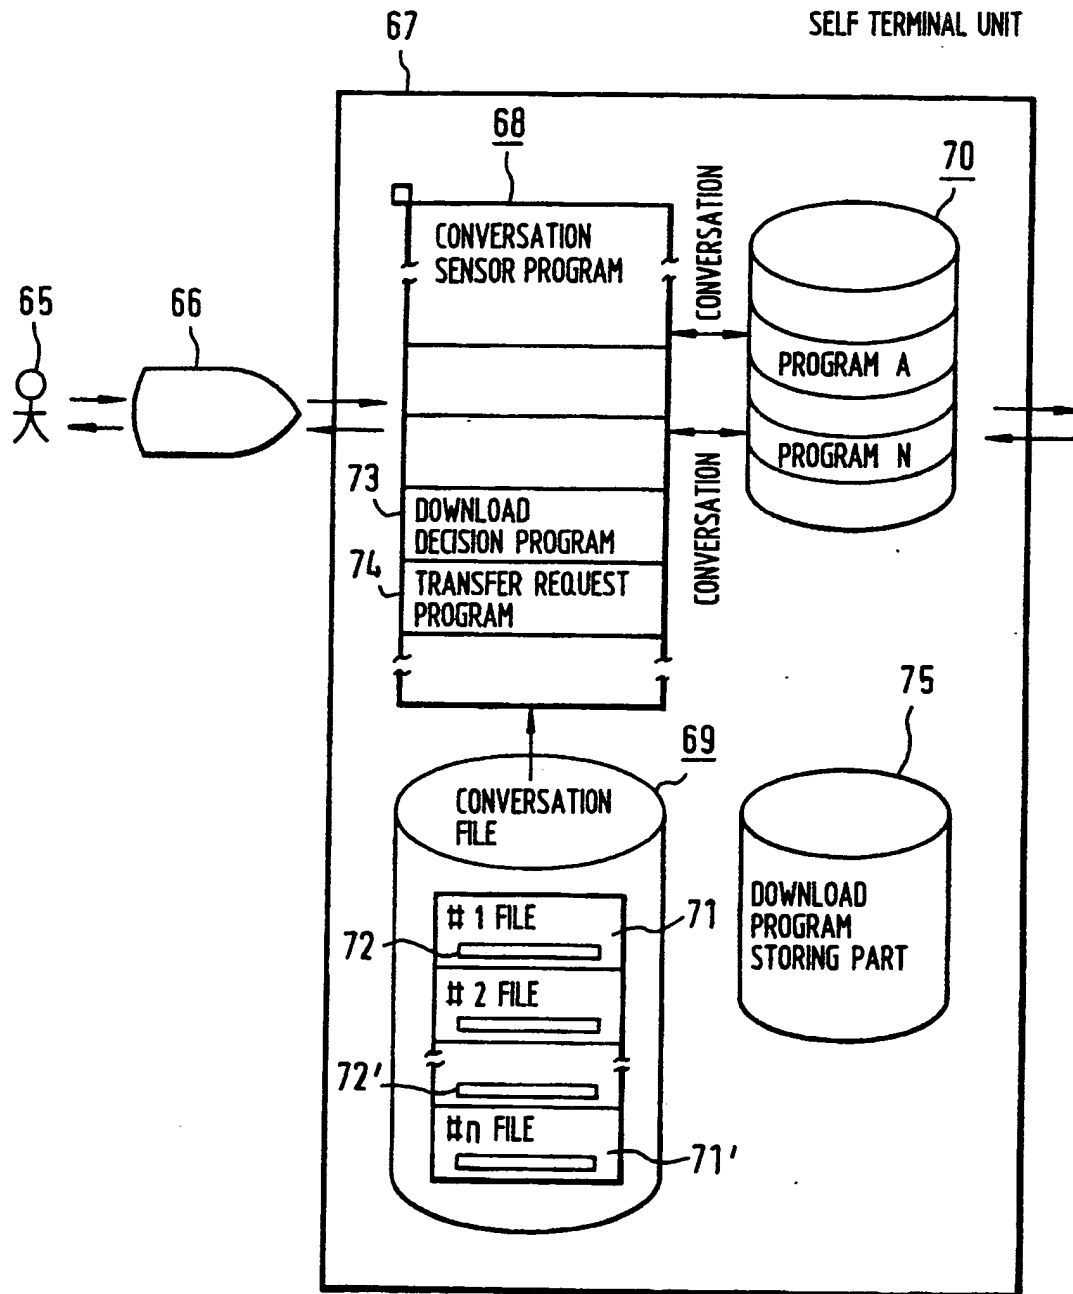 SELF TERMINAL UNIT
67
68
70
CONVERSATION
SENSOR PROGRAM
CONVERSATION
65
66
PROGRAM A
PROGRAM N
73
DOWNLOAD
DECISION PROGRAM
CONVERSATION
74
TRANSFER REQUEST
PROGRAM
75
69
CONVERSATION
FILE
DOWNLOAD
PROGRAM
STORING PART
# 1 FILE
71
72
# 2 FILE
72'
#n FILE
71'